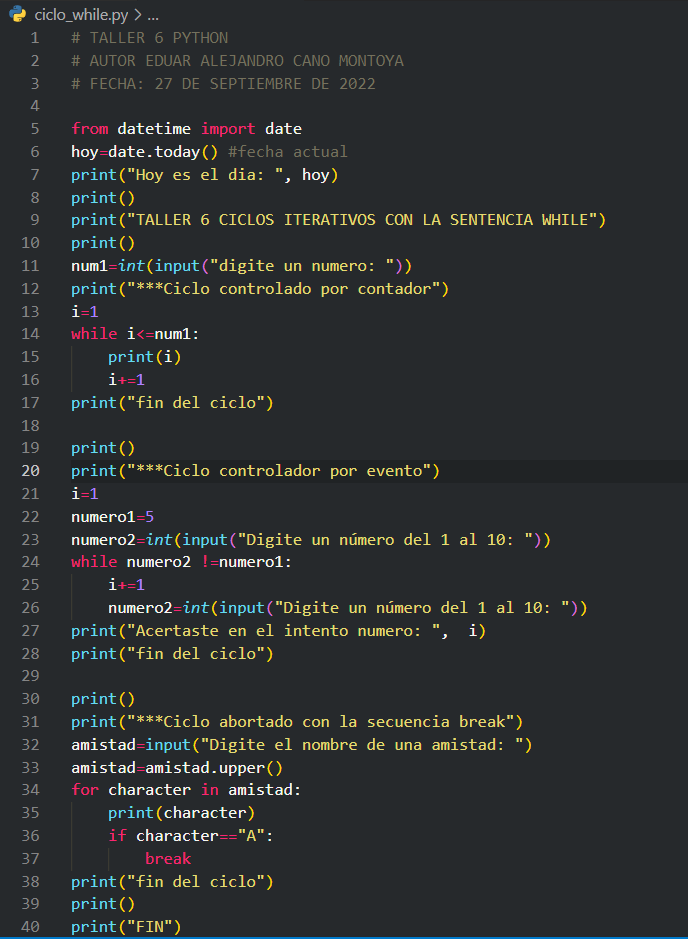 ciclo_while.py > ...
1 # TALLER 6 PYTHON
2 # AUTOR EDUAR ALEJANDRO CANO MONTOYA
3 # FECHA: 27 DE SEPTIEMBRE DE 2022
4
5 from datetime import date
6 hoy=date.today() #fecha actual
7 print("Hoy es el dia: ", hoy)
8 print()
9 print("TALLER 6 CICLOS ITERATIVOS CON LA SENTENCIA WHILE")
10 print()
11 num1=int(input("digite un numero: "))
12 print("***Ciclo controlado por contador")
13 i=1
14 while i<=num1:
15     print(i)
16     i+=1
17 print("fin del ciclo")
18
19 print()
20 print("***Ciclo controlador por evento")
21 i=1
22 numero1=5
23 numero2=int(input("Digite un número del 1 al 10: "))
24 while numero2 !=numero1:
25     i+=1
26     numero2=int(input("Digite un número del 1 al 10: "))
27 print("Acertaste en el intento numero: ",  i)
28 print("fin del ciclo")
29
30 print()
31 print("***Ciclo abortado con la secuencia break")
32 amistad=input("Digite el nombre de una amistad: ")
33 amistad=amistad.upper()
34 for character in amistad:
35     print(character)
36     if character=="A":
37         break
38 print("fin del ciclo")
39 print()
40 print("FIN")